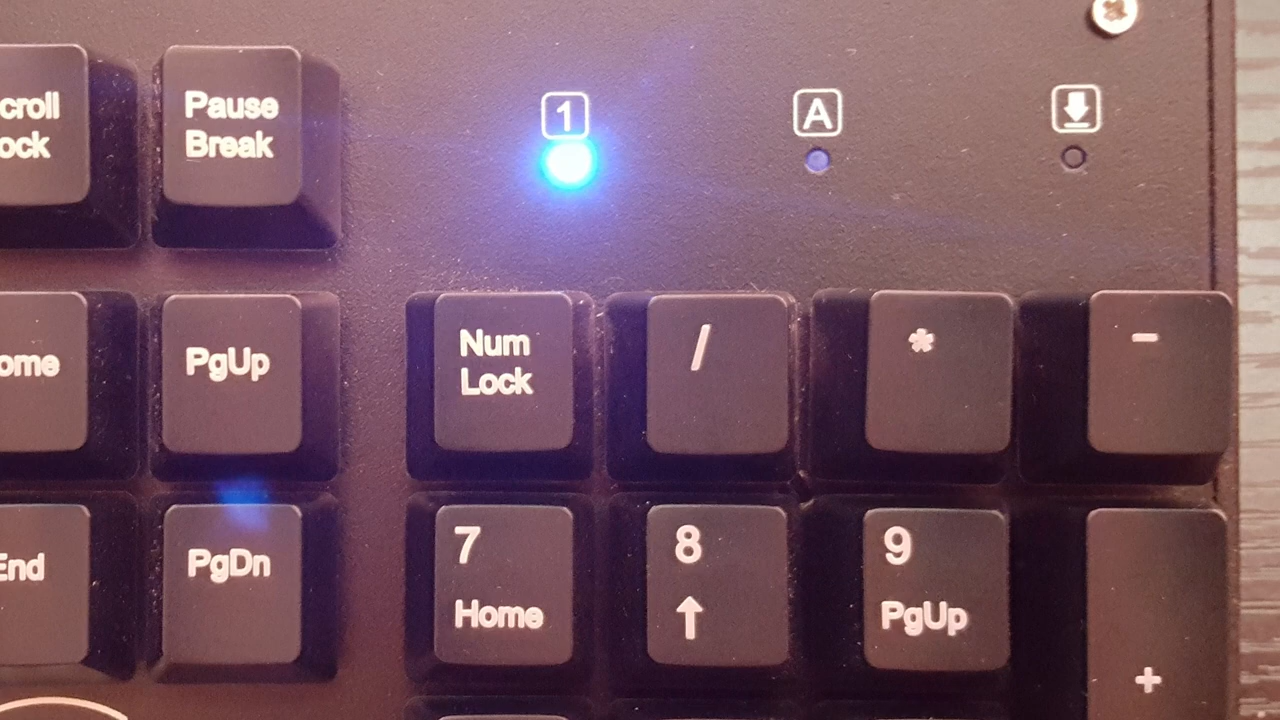 croll
ock
Pause
Break
1
A
ome
PgUp
Num
Lock
/
*
-
End
PgDn
7
Home
8
↑
9
PgUp
+